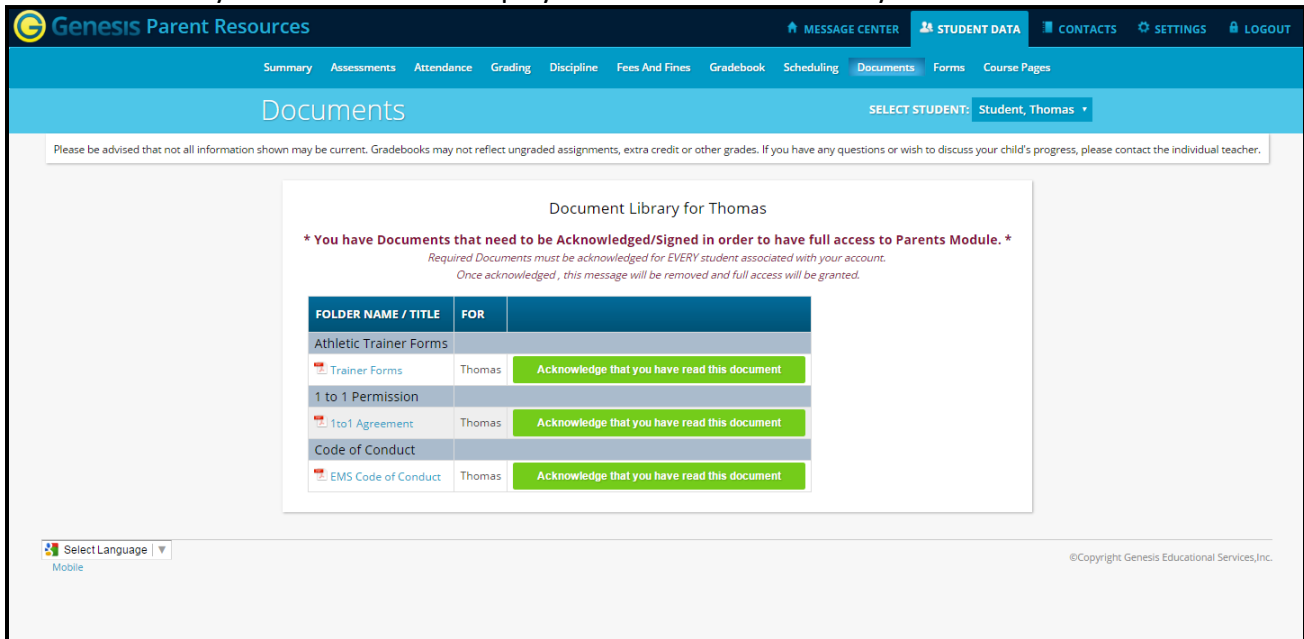 Genesis Parent Resources
MESSAGE CENTER STUDENT DATA CONTACTS SETTINGS LOGOUT
Summary Assessments Attendance Grading Discipline Fees And Fines Gradebook Scheduling Documents Forms Course Pages
Documents
SELECT STUDENT: Student, Thomas
Please be advised that not all information shown may be current. Gradebooks may not reflect ungraded assignments, extra credit or other grades. If you have any questions or wish to discuss your child's progress, please contact the individual teacher.
Document Library for Thomas
* You have Documents that need to be Acknowledged/Signed in order to have full access to Parents Module. *
Required Documents must be acknowledged for EVERY student associated with your account.
Once acknowledged , this message will be removed and full access will be granted.
FOLDER NAME / TITLE FOR
Athletic Trainer Forms
Trainer Forms Thomas Acknowledge that you have read this document
1 to 1 Permission
1to1 Agreement Thomas Acknowledge that you have read this document
Code of Conduct
EMS Code of Conduct Thomas Acknowledge that you have read this document
Select Language
Mobile
©Copyright Genesis Educational Services,Inc.